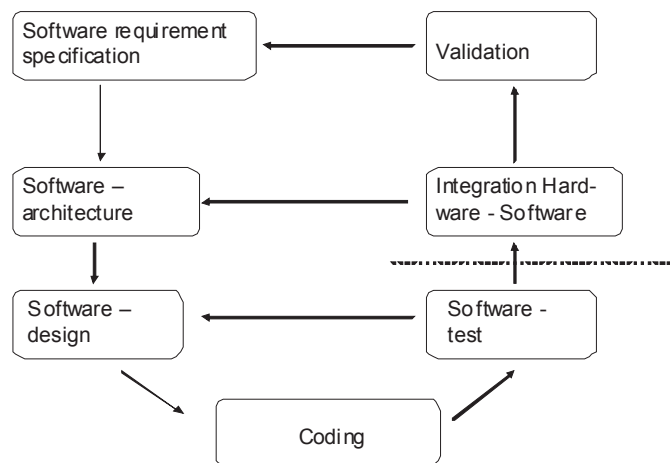 Software requirement
specification
Validation
Software –
architecture
Integration Hard-
ware - Software
Software –
design
Software -
test
Coding